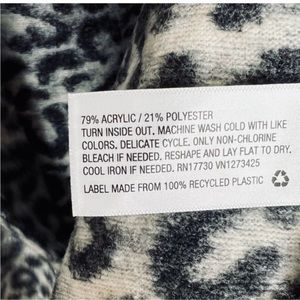 79% ACRYLIC / 21% POLYESTER
TURN INSIDE OUT. MACHINE WASH COLD WITH LIKE
COLORS. DELICATE CYCLE. ONLY NON-CHLORINE
BLEACH IF NEEDED. RESHAPE AND LAY FLAT TO DRY.
COOL IRON IF NEEDED. RN17730 VN1273425
LABEL MADE FROM 100% RECYCLED PLASTIC